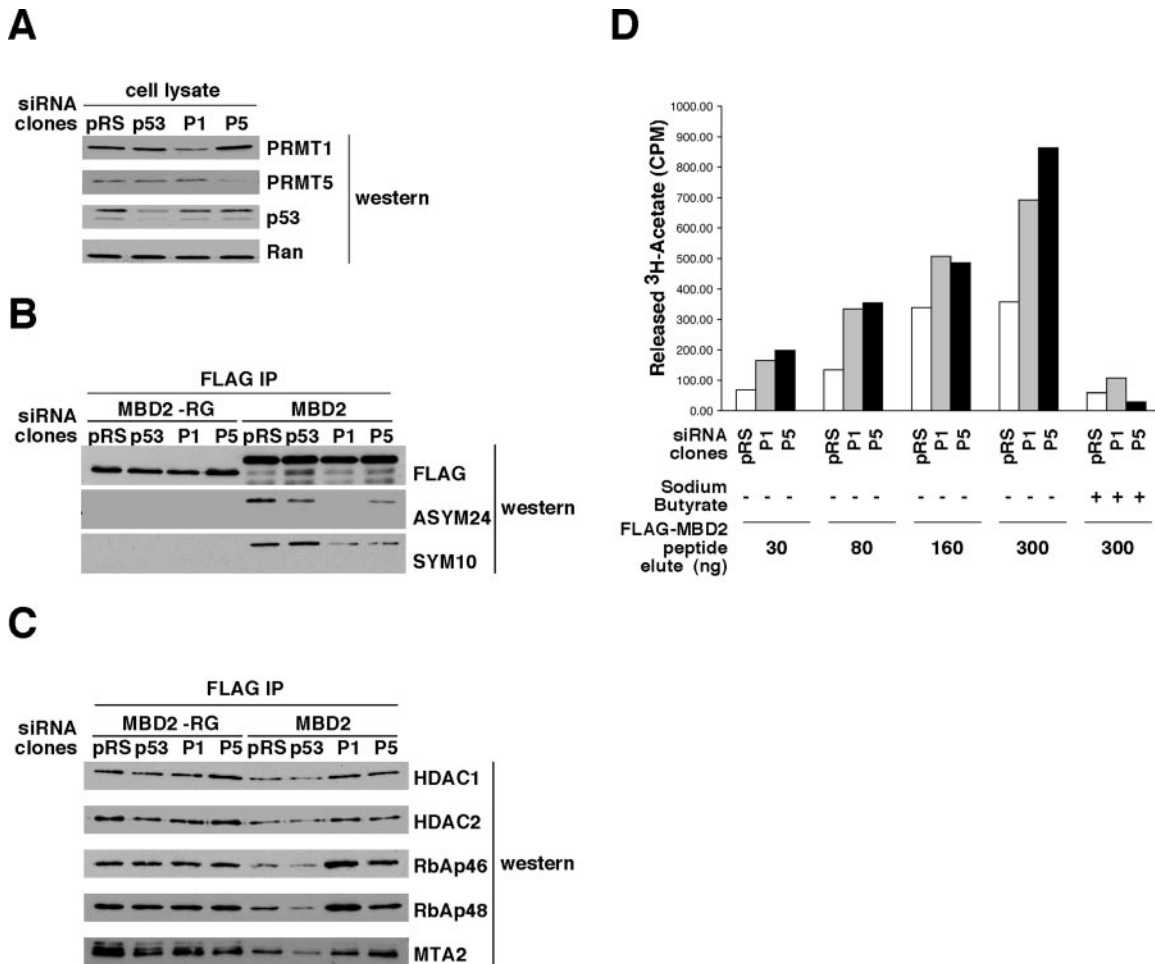 A
cell lysate
siRNA
clones pRS p53 P1 P5
PRMT1
PRMT5
p53
Ran
western
B
FLAG IP
siRNA MBD2 -RG MBD2
clones pRS p53 P1 P5 pRS p53 P1 P5
FLAG
ASYM24
SYM10
western
C
FLAG IP
siRNA MBD2 -RG MBD2
clones pRS p53 P1 P5 pRS p53 P1 P5
HDAC1
HDAC2
RbAp46
RbAp48
MTA2
western
D
Released ³H-Acetate (CPM)
1000.00
900.00
800.00
700.00
600.00
500.00
400.00
300.00
200.00
100.00
0.00
siRNA
clones pRS P1 P5 pRS P1 P5 pRS P1 P5 pRS P1 P5 pRS P1 P5
Sodium
Butyrate - - - - - - - - - - - - + + +
FLAG-MBD2
peptide 30 80 160 300 300
elute (ng)